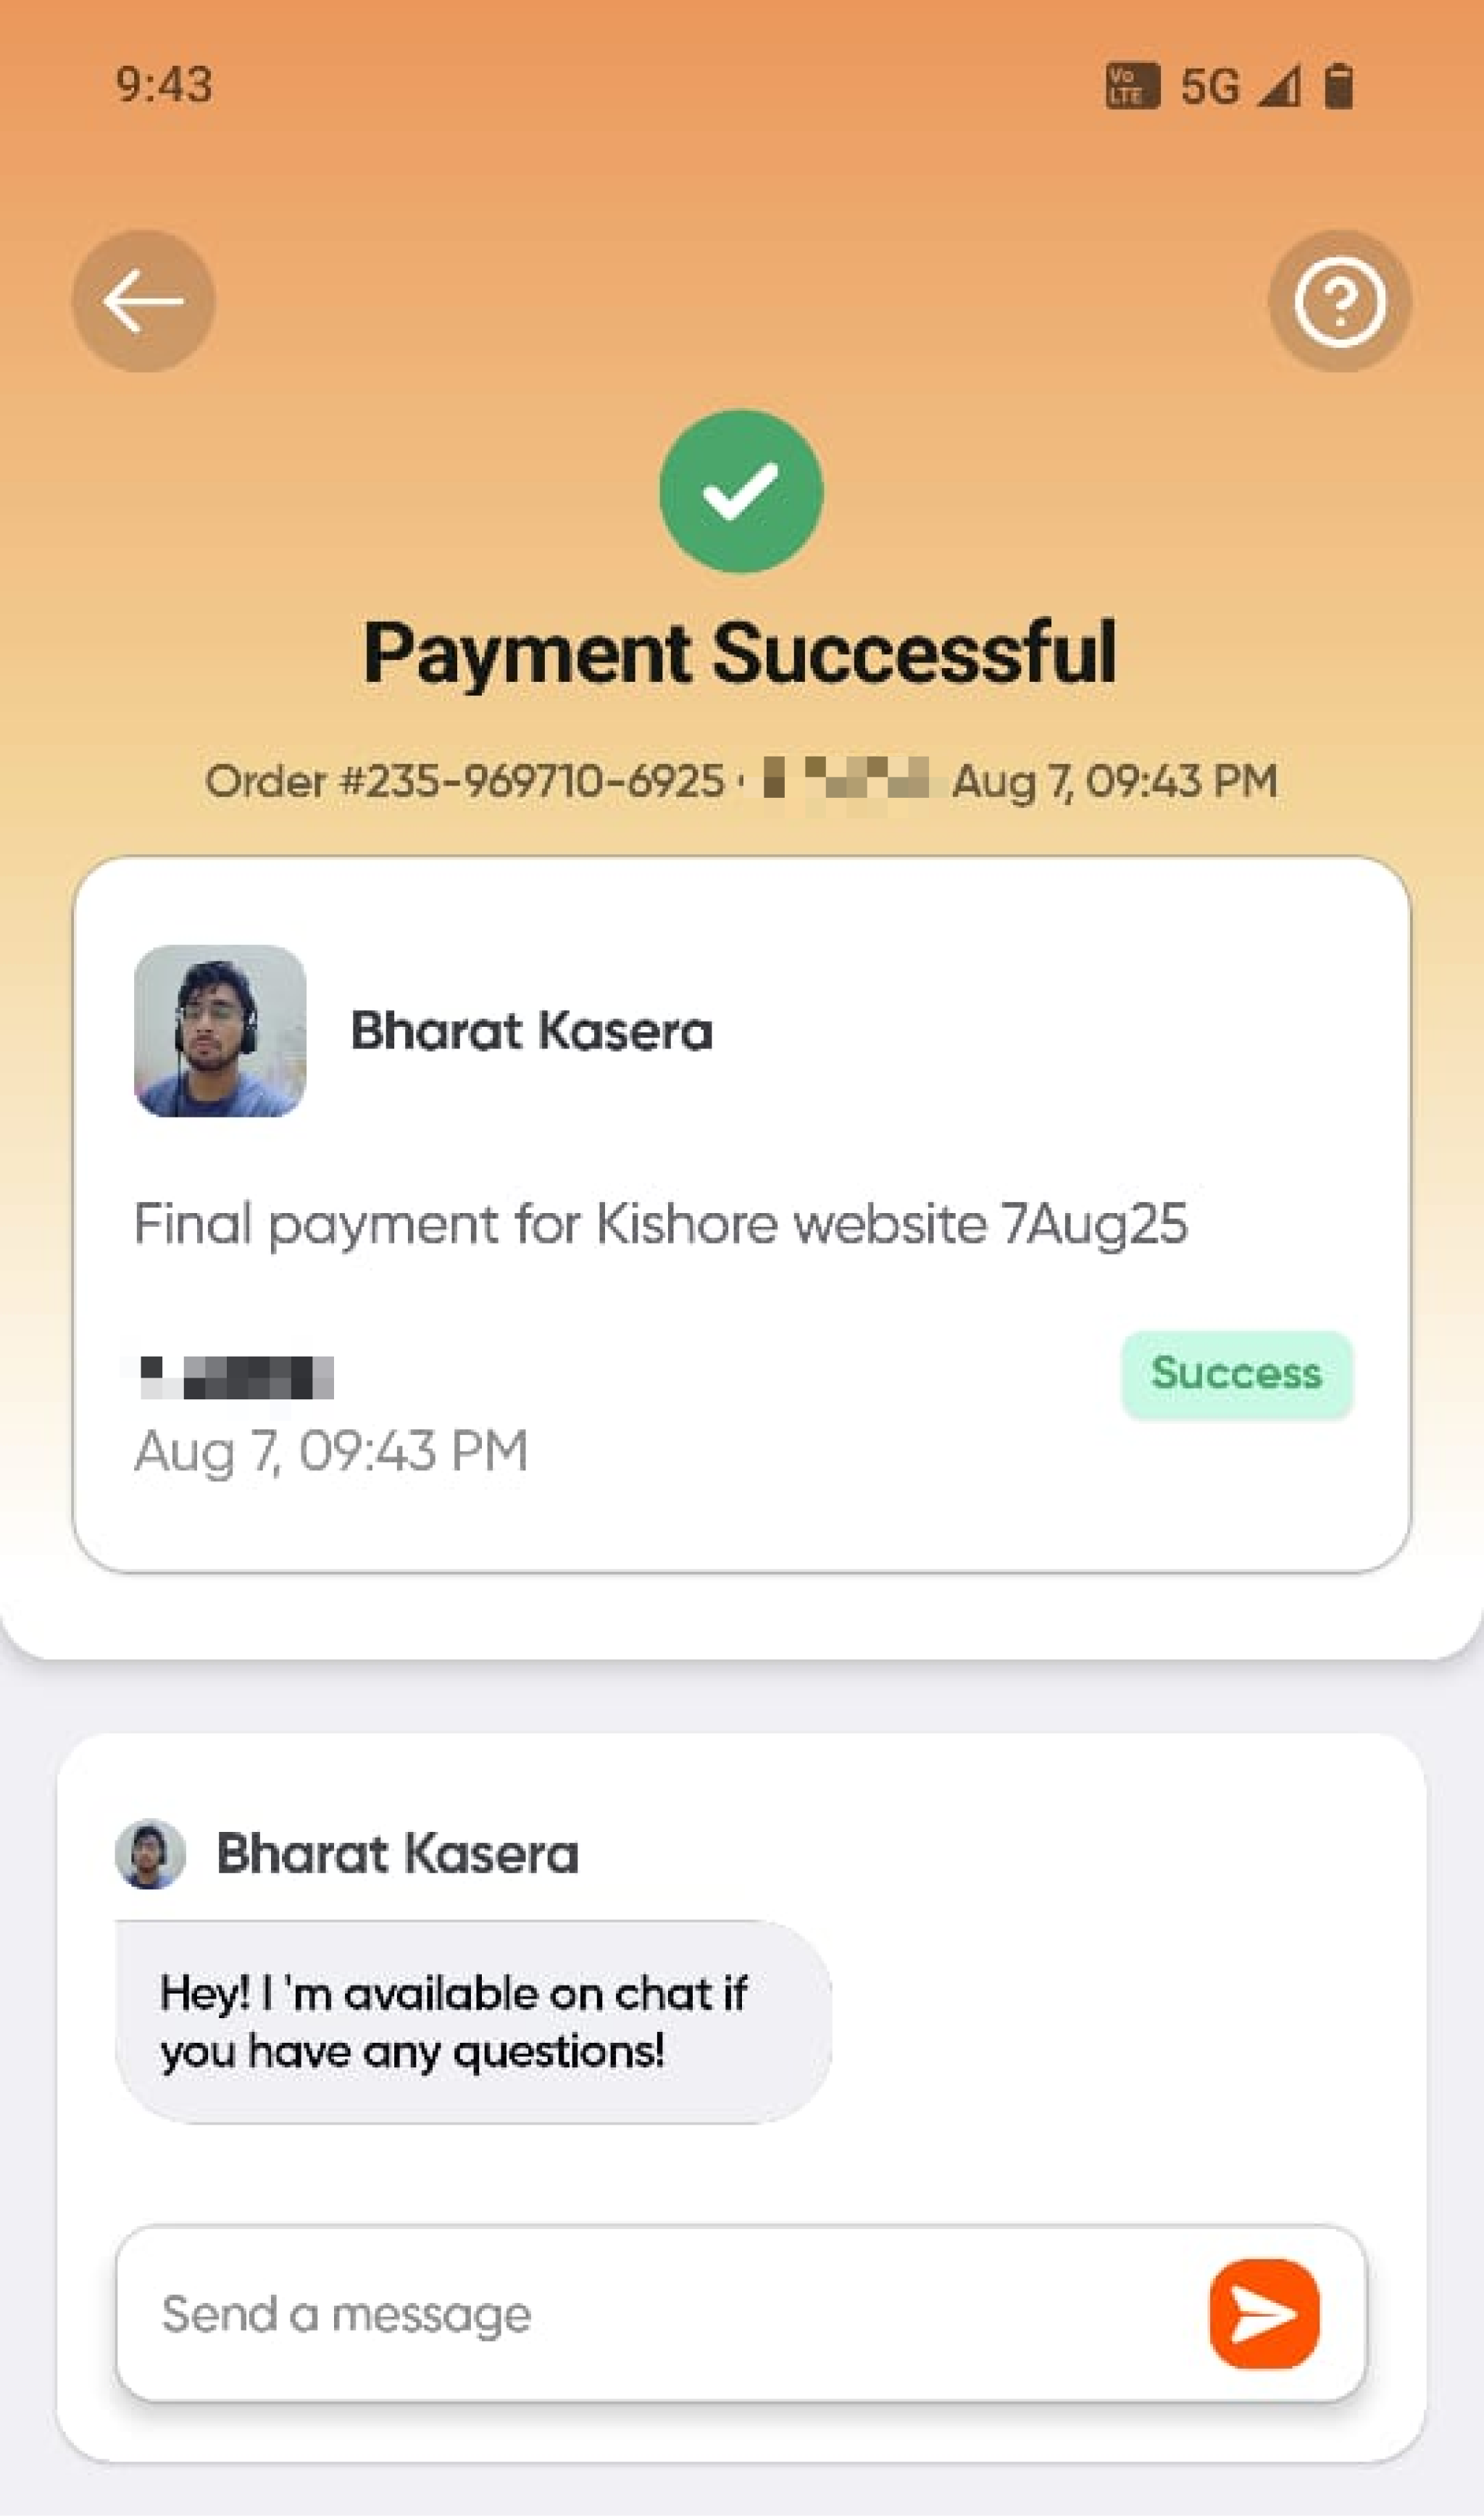 9:43
Vo LTE 5G
Payment Successful
Order #235-969710-6925 · Aug 7, 09:43 PM
Bharat Kasera
Final payment for Kishore website 7Aug25
Success
Aug 7, 09:43 PM
Bharat Kasera
Hey! I 'm available on chat if
you have any questions!
Send a message